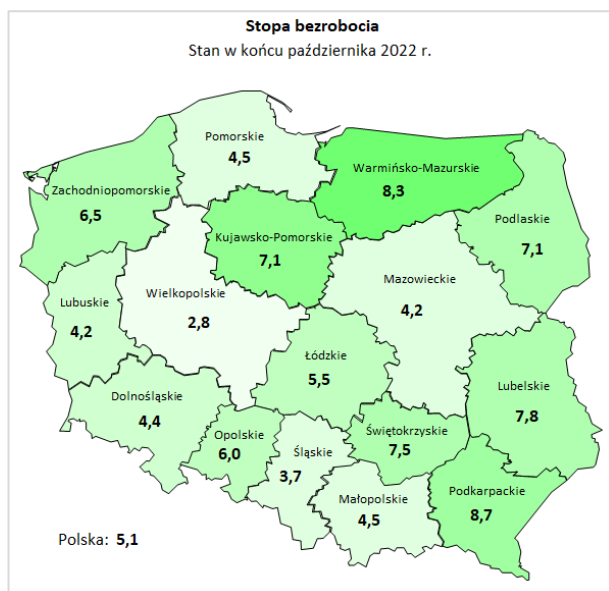 Stopa bezrobocia
Stan w końcu października 2022 r.
Pomorskie
4,5
Warmińsko-Mazurskie
8,3
Zachodniopomorskie
6,5
Podlaskie
7,1
Kujawsko-Pomorskie
7,1
Mazowieckie
4,2
Wielkopolskie
2,8
Lubuskie
4,2
Łódzkie
5,5
Lubelskie
7,8
Dolnośląskie
4,4
Opolskie
6,0
Śląskie
3,7
Świętokrzyskie
7,5
Małopolskie
4,5
Podkarpackie
8,7
Polska: 5,1